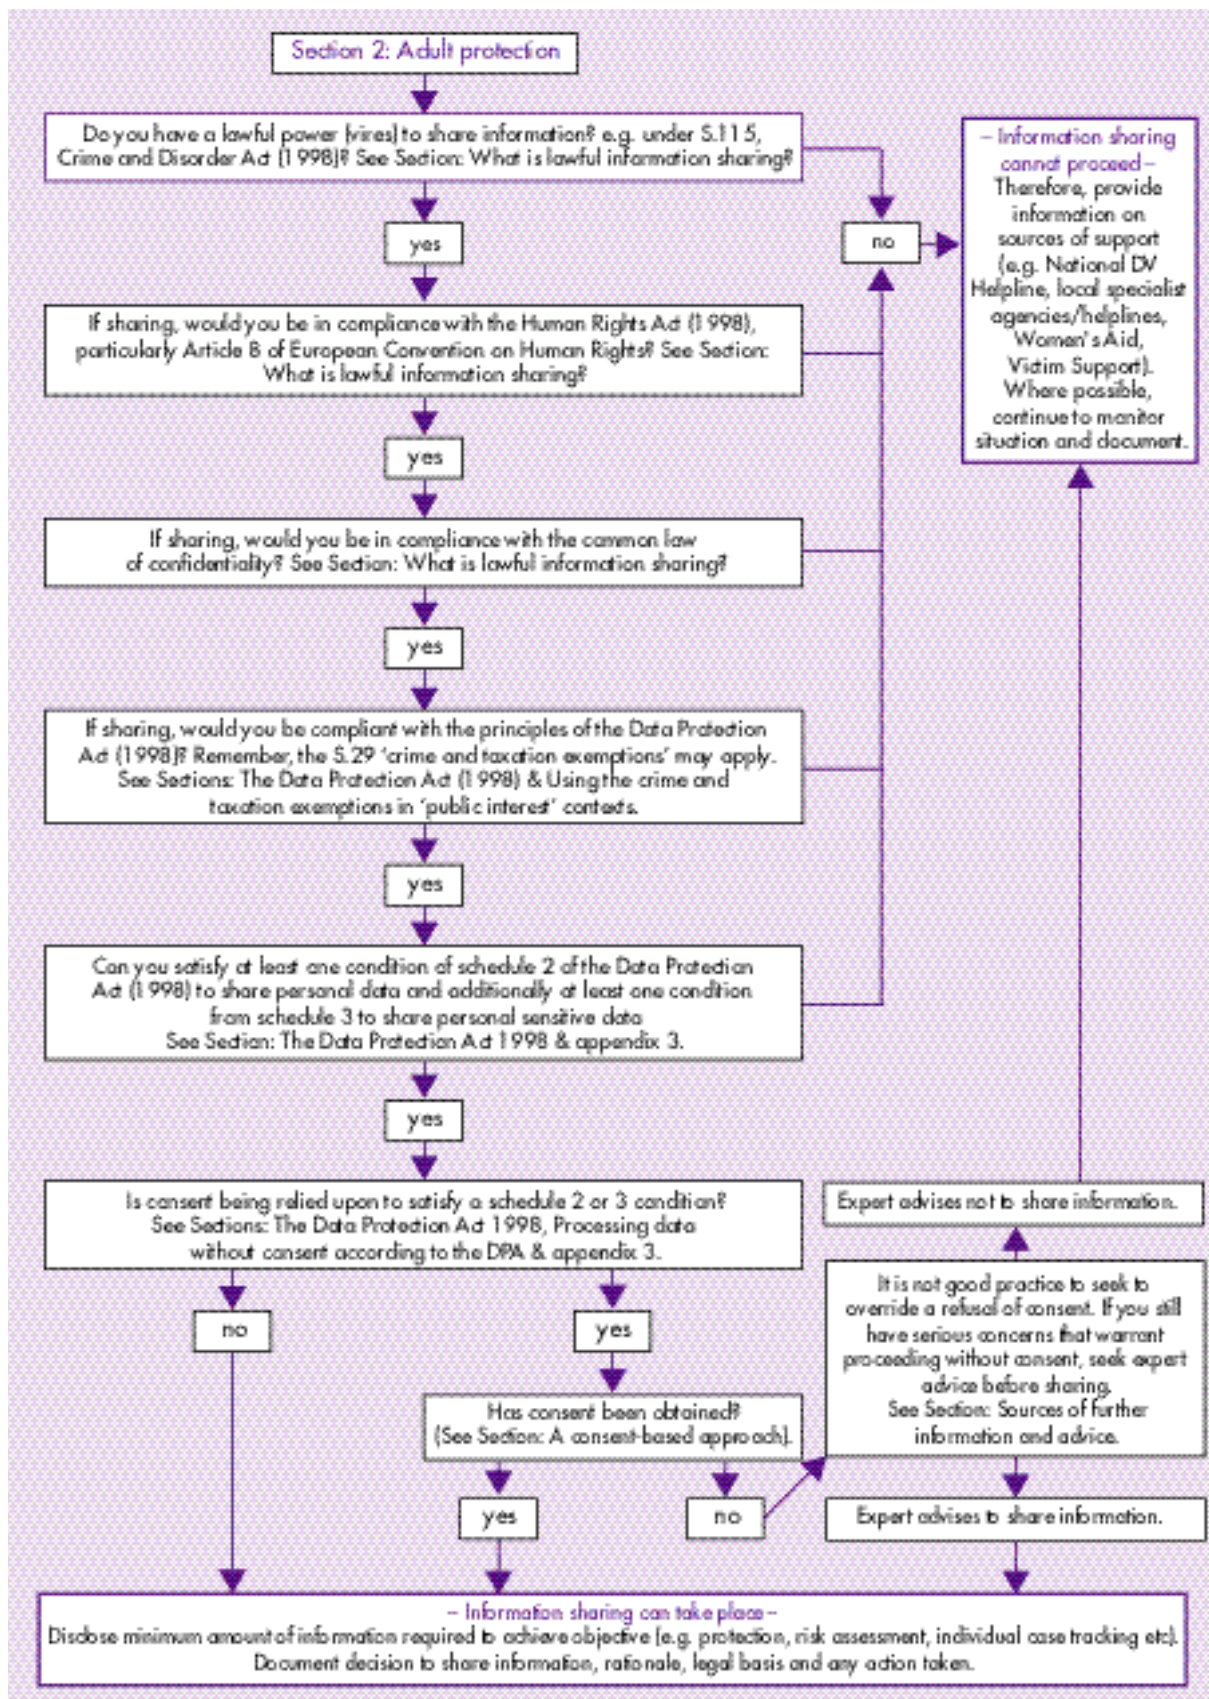 Section 2: Adult protection
Do you have a lawful power (vires) to share information? e.g. under S.115,
Crime and Disorder Act (1998)? See Section: What is lawful information sharing?
yes
no
– Information sharing
cannot proceed –
Therefore, provide
information on
sources of support
(e.g. National DV
Helpline, local specialist
agencies/helplines,
Women's Aid,
Victim Support).
Where possible,
continue to monitor
situation and document.
If sharing, would you be in compliance with the Human Rights Act (1998),
particularly Article 8 of European Convention on Human Rights? See Section:
What is lawful information sharing?
yes
If sharing, would you be in compliance with the common law
of confidentiality? See Section: What is lawful information sharing?
yes
If sharing, would you be compliant with the principles of the Data Protection
Act (1998)? Remember, the S.29 'crime and taxation exemptions' may apply.
See Sections: The Data Protection Act (1998) & Using the crime and
taxation exemptions in 'public interest' contexts.
yes
Can you satisfy at least one condition of schedule 2 of the Data Protection
Act (1998) to share personal data and additionally at least one condition
from schedule 3 to share personal sensitive data
See Section: The Data Protection Act 1998 & appendix 3.
yes
Is consent being relied upon to satisfy a schedule 2 or 3 condition?
See Sections: The Data Protection Act 1998, Processing data
without consent according to the DPA & appendix 3.
no
yes
Has consent been obtained?
(See Section: A consent-based approach).
yes
no
Expert advises not to share information.
It is not good practice to seek to
override a refusal of consent. If you still
have serious concerns that warrant
proceeding without consent, seek expert
advice before sharing.
See Section: Sources of further
information and advice.
Expert advises to share information.
– Information sharing can take place –
Disclose minimum amount of information required to achieve objective (e.g. protection, risk assessment, individual case tracking etc).
Document decision to share information, rationale, legal basis and any action taken.